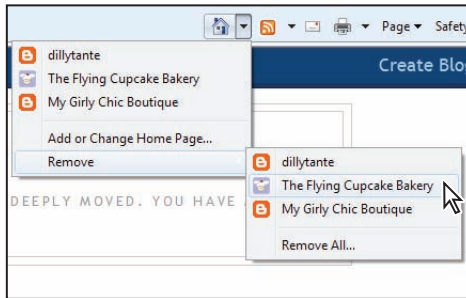 Page Safety
Create Blo
dillytante
The Flying Cupcake Bakery
My Girly Chic Boutique
Add or Change Home Page...
Remove
DEEPLY MOVED. YOU HAVE
dillytante
The Flying Cupcake Bakery
My Girly Chic Boutique
Remove All...